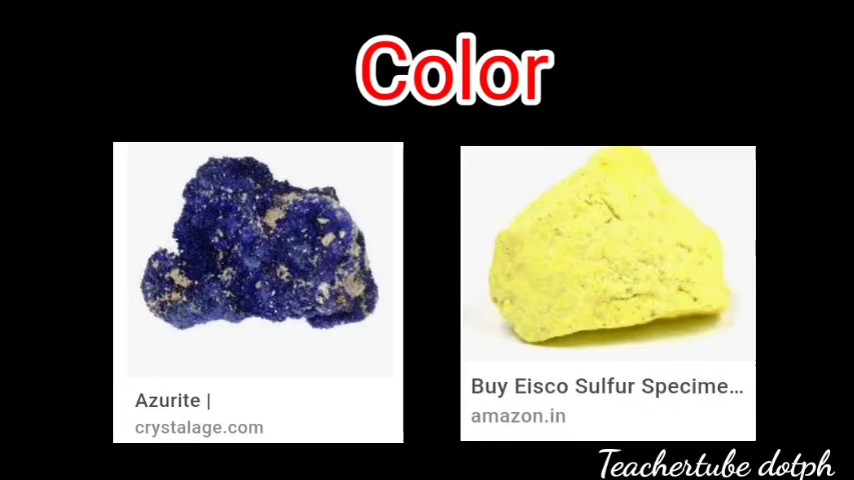 Color
Azurite |
crystalage.com
Buy Eisco Sulfur Specime...
amazon.in
Teachertube dotph